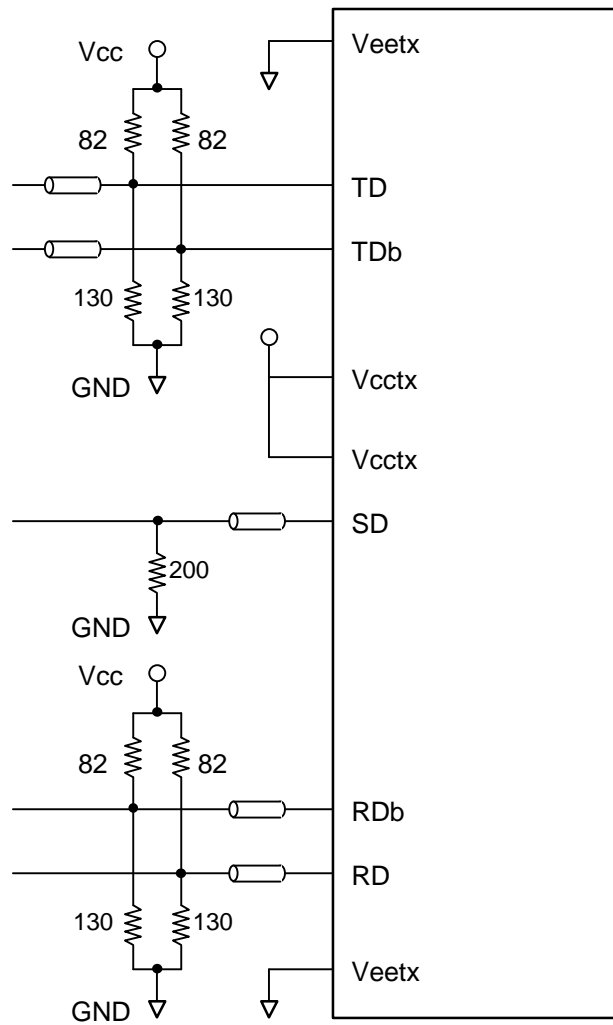 Veetx
Vcc
82 82
TD
TDb
130 130
GND
Vcctx
Vcctx
SD
200
GND
Vcc
82 82
RDb
RD
130 130
Veetx
GND